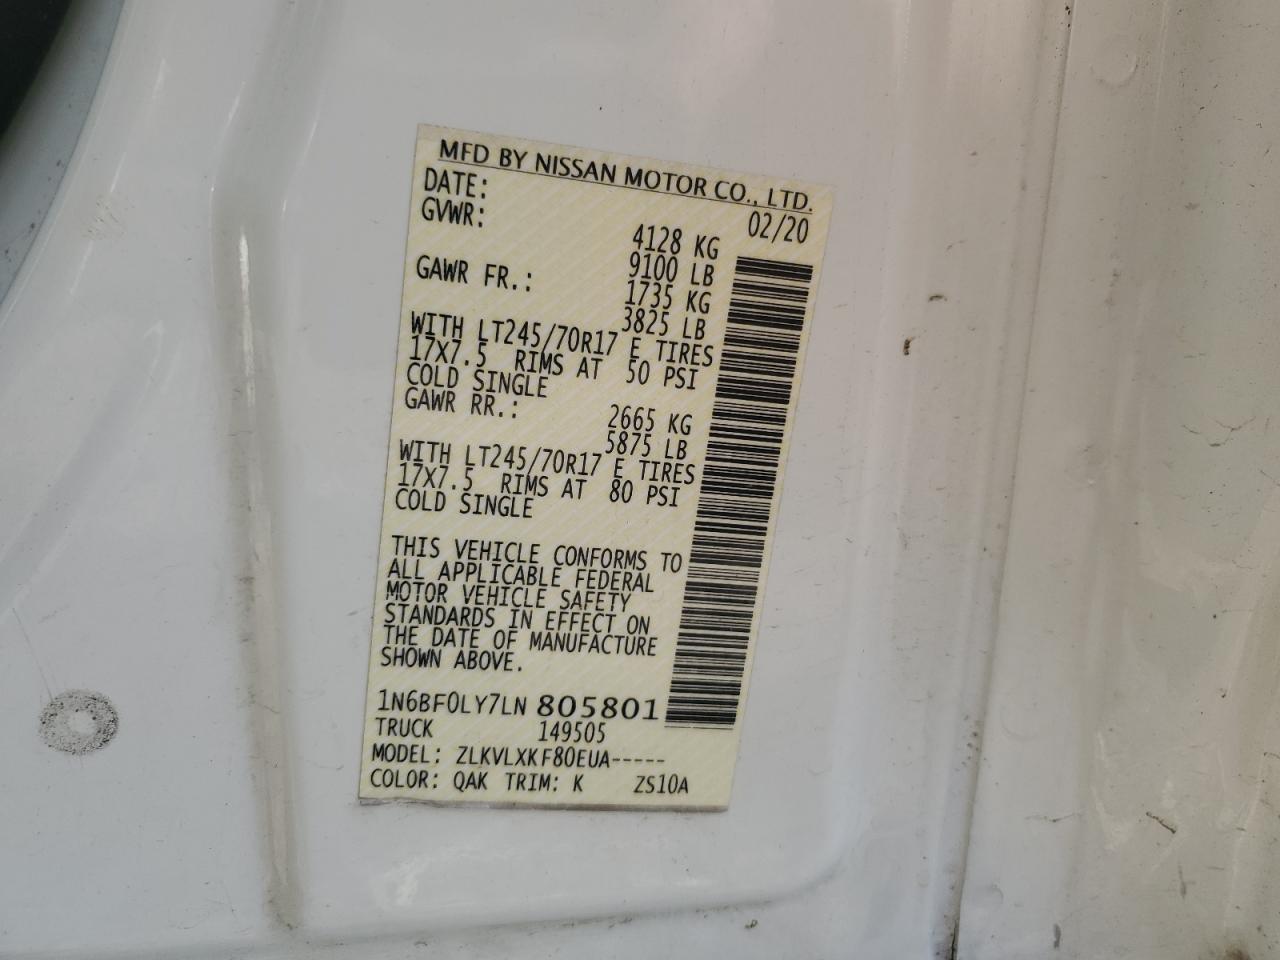 MFD BY NISSAN MOTOR CO., LTD.
DATE: 02/20
GVWR: 4128 KG
9100 LB
GAWR FR.: 1735 KG
3825 LB
WITH LT245/70R17 E TIRES
17X7.5 RIMS AT 50 PSI
COLD SINGLE
GAWR RR.: 2665 KG
5875 LB
WITH LT245/70R17 E TIRES
17X7.5 RIMS AT 80 PSI
COLD SINGLE
THIS VEHICLE CONFORMS TO
ALL APPLICABLE FEDERAL
MOTOR VEHICLE SAFETY
STANDARDS IN EFFECT ON
THE DATE OF MANUFACTURE
SHOWN ABOVE.
1N6BF0LY7LN 805801
TRUCK 149505
MODEL: ZLKVLXKF80EUA-----
COLOR: QAK TRIM: K ZS10A